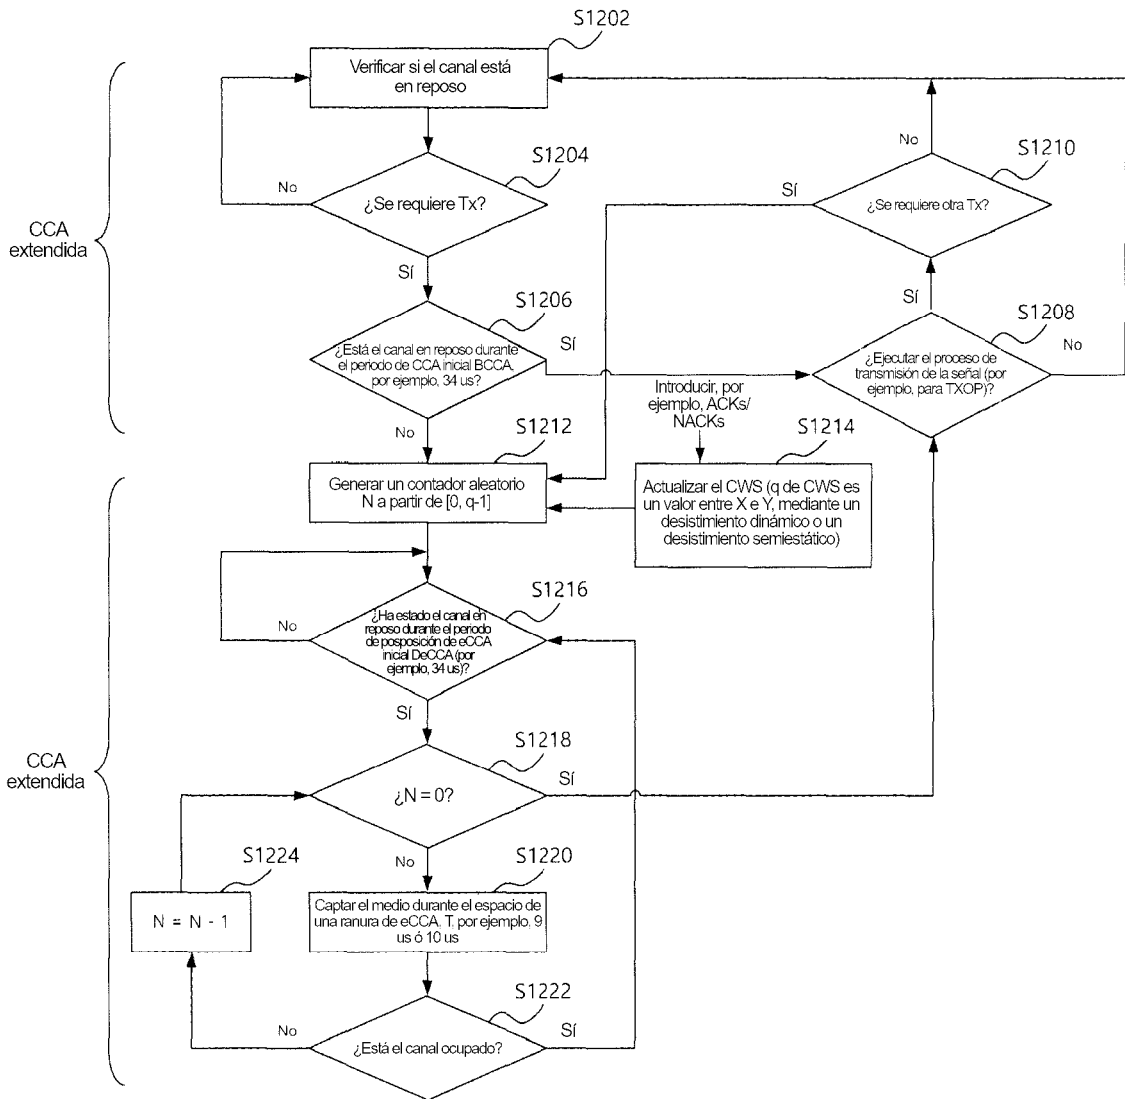 S1202
Verificar si el canal está
en reposo
S1204
No
¿Se requiere Tx?
Sí
CCA
extendida
S1206
¿Está el canal en reposo durante
el periodo de CCA inicial BCCA,
por ejemplo, 34 us?
Sí
No
No
S1210
Sí
¿Se requiere otra Tx?
Sí
S1208
¿Ejecutar el proceso de
transmisión de la señal (por
ejemplo, para TXOP)?
No
Introducir, por
ejemplo, ACKs/
NACKs
S1212
Generar un contador aleatorio
N a partir de [0, q-1]
S1214
Actualizar el CWS (q de CWS es
un valor entre X e Y, mediante un
desistimiento dinámico o un
desistimiento semiestático)
S1216
No
¿Ha estado el canal en
reposo durante el periodo
de posposición de eCCA
inicial DeCCA (por
ejemplo, 34 us)?
Sí
CCA
extendida
S1218
¿N = 0?
Sí
No
S1224
N = N - 1
S1220
Captar el medio durante el espacio de
una ranura de eCCA, T, por ejemplo, 9
us ó 10 us
S1222
No
¿Está el canal ocupado?
Sí